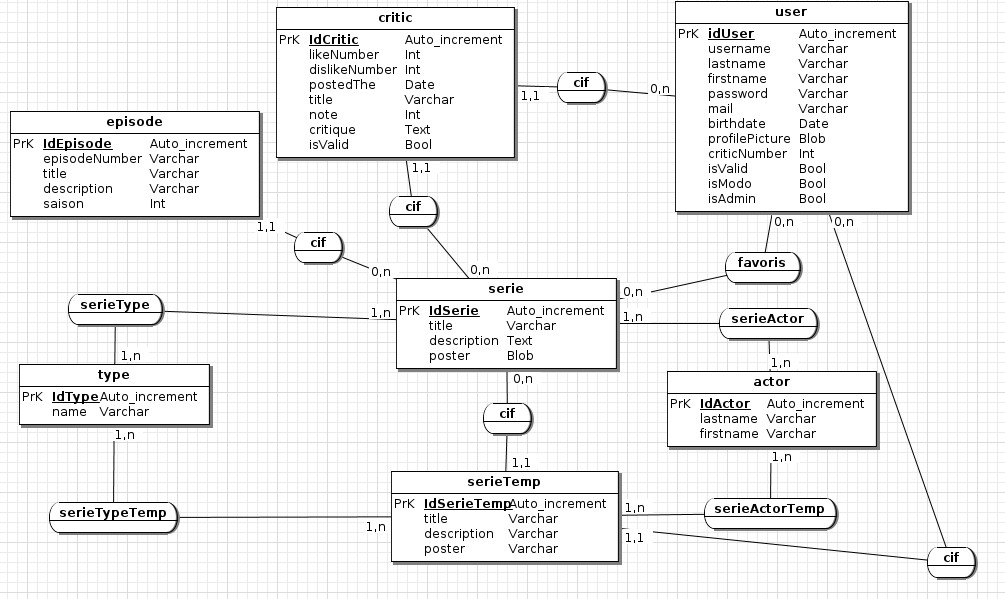 critic
PrK IdCritic Auto_increment
likeNumber Int
dislikeNumber Int
postedThe Date
title Varchar
note Int
critique Text
isValid Bool
user
PrK idUser Auto_increment
username Varchar
lastname Varchar
firstname Varchar
password Varchar
mail Varchar
birthdate Date
profilePicture Blob
criticNumber Int
isValid Bool
isModo Bool
isAdmin Bool
1,1
cif
0,n
episode
PrK IdEpisode Auto_increment
episodeNumber Varchar
title Varchar
description Varchar
saison Int
1,1
cif
0,n
1,1
cif
0,n
0,n
favoris
0,n
0,n
serieType
1,n
1,n
serie
PrK IdSerie Auto_increment
title Varchar
description Text
poster Blob
1,n
serieActor
1,n
type
PrK IdType Auto_increment
name Varchar
1,n
actor
PrK IdActor Auto_increment
lastname Varchar
firstname Varchar
1,n
0,n
cif
1,1
serieTypeTemp
1,n
serieTemp
PrK IdSerieTemp Auto_increment
title Varchar
description Varchar
poster Varchar
1,n
serieActorTemp
1,1
cif